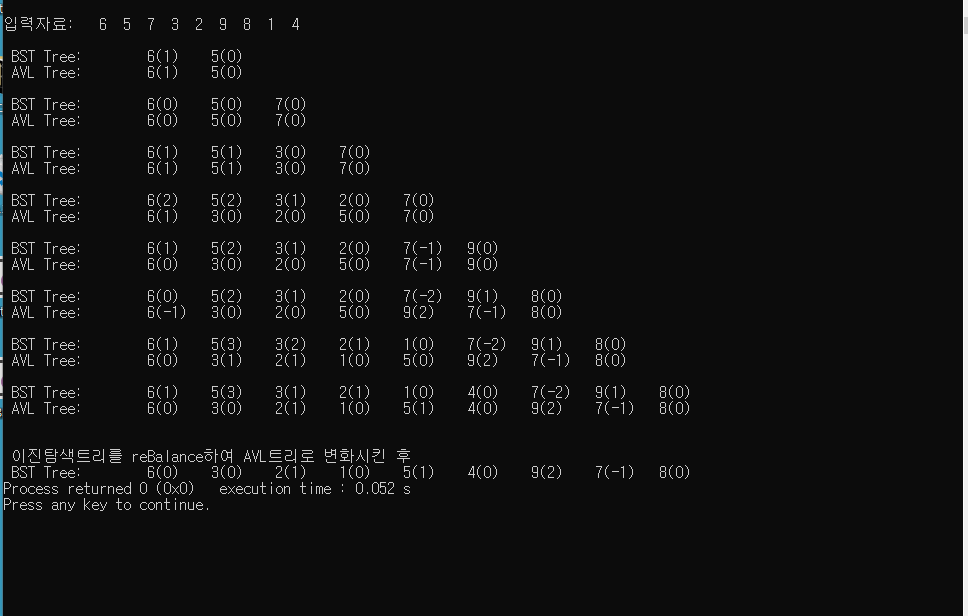 입력자료:   6  5  7  3  2  9  8  1  4
BST Tree:        6(1)    5(0)
AVL Tree:        6(1)    5(0)
BST Tree:        6(0)    5(0)    7(0)
AVL Tree:        6(0)    5(0)    7(0)
BST Tree:        6(1)    5(1)    3(0)    7(0)
AVL Tree:        6(1)    5(1)    3(0)    7(0)
BST Tree:        6(2)    5(2)    3(1)    2(0)    7(0)
AVL Tree:        6(1)    3(0)    2(0)    5(0)    7(0)
BST Tree:        6(1)    5(2)    3(1)    2(0)    7(-1)   9(0)
AVL Tree:        6(0)    3(0)    2(0)    5(0)    7(-1)   9(0)
BST Tree:        6(0)    5(2)    3(1)    2(0)    7(-2)   9(1)    8(0)
AVL Tree:        6(-1)   3(0)    2(0)    5(0)    9(2)    7(-1)   8(0)
BST Tree:        6(1)    5(3)    3(2)    2(1)    1(0)    7(-2)   9(1)    8(0)
AVL Tree:        6(0)    3(1)    2(1)    1(0)    5(0)    9(2)    7(-1)   8(0)
BST Tree:        6(1)    5(3)    3(1)    2(1)    1(0)    4(0)    7(-2)   9(1)    8(0)
AVL Tree:        6(0)    3(0)    2(1)    1(0)    5(1)    4(0)    9(2)    7(-1)   8(0)
이진탐색트리를 reBalance하여 AVL트리로 변화시킨 후
BST Tree:        6(0)    3(0)    2(1)    1(0)    5(1)    4(0)    9(2)    7(-1)   8(0)
Process returned 0 (0x0)   execution time : 0.052 s
Press any key to continue.